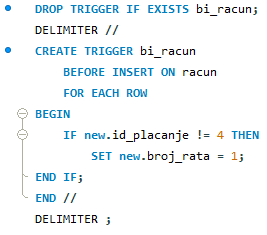 DROP TRIGGER IF EXISTS bi_racun;
DELIMITER //
CREATE TRIGGER bi_racun
BEFORE INSERT ON racun
FOR EACH ROW
BEGIN
IF new.id_placanje != 4 THEN
SET new.broj_rata = 1;
END IF;
END //
DELIMITER ;